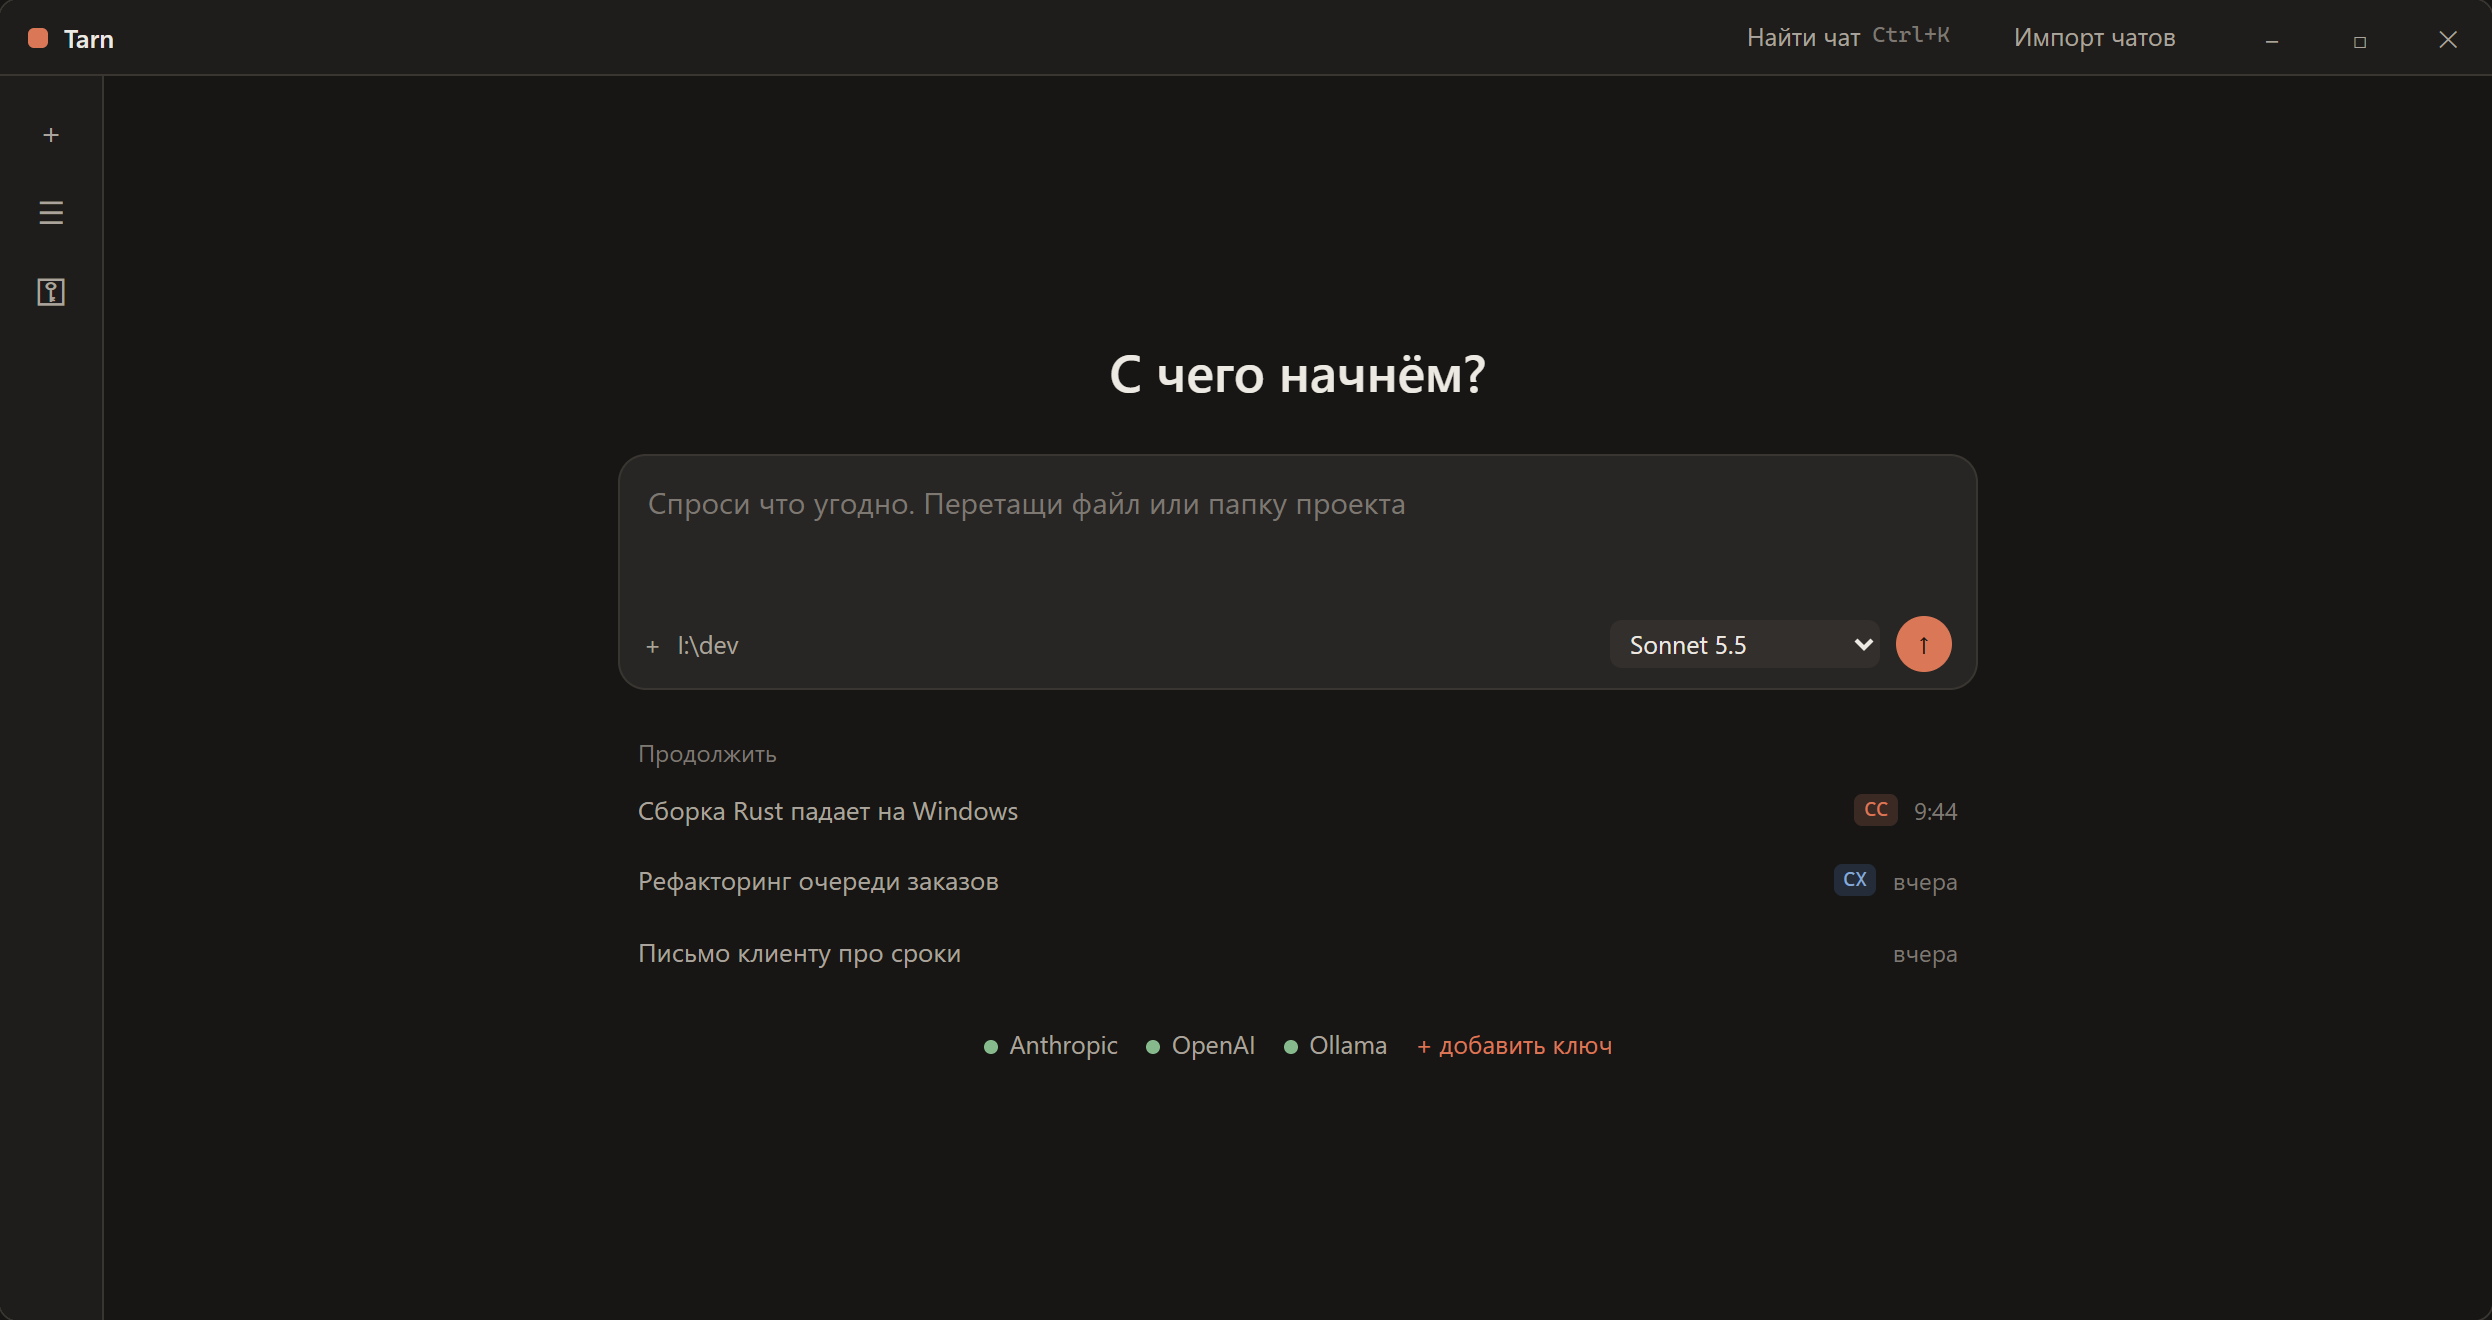 Tarn
Найти чат Ctrl+K
Импорт чатов
С чего начнём?
Спроси что угодно. Перетащи файл или папку проекта
+ I:\dev
Sonnet 5.5
↑
Продолжить
Сборка Rust падает на Windows CC 9:44
Рефакторинг очереди заказов CX вчера
Письмо клиенту про сроки вчера
Anthropic OpenAI Ollama + добавить ключ